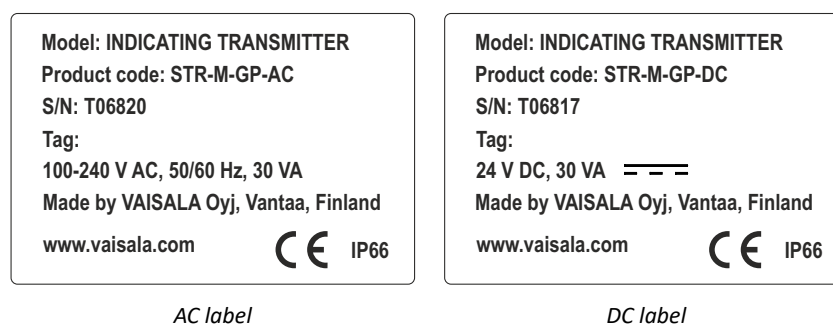 Model: INDICATING TRANSMITTER
Product code: STR-M-GP-AC
S/N: T06820
Tag:
100-240 V AC, 50/60 Hz, 30 VA
Made by VAISALA Oyj, Vantaa, Finland
www.vaisala.com CE IP66
AC label
Model: INDICATING TRANSMITTER
Product code: STR-M-GP-DC
S/N: T06817
Tag:
24 V DC, 30 VA
Made by VAISALA Oyj, Vantaa, Finland
www.vaisala.com CE IP66
DC label